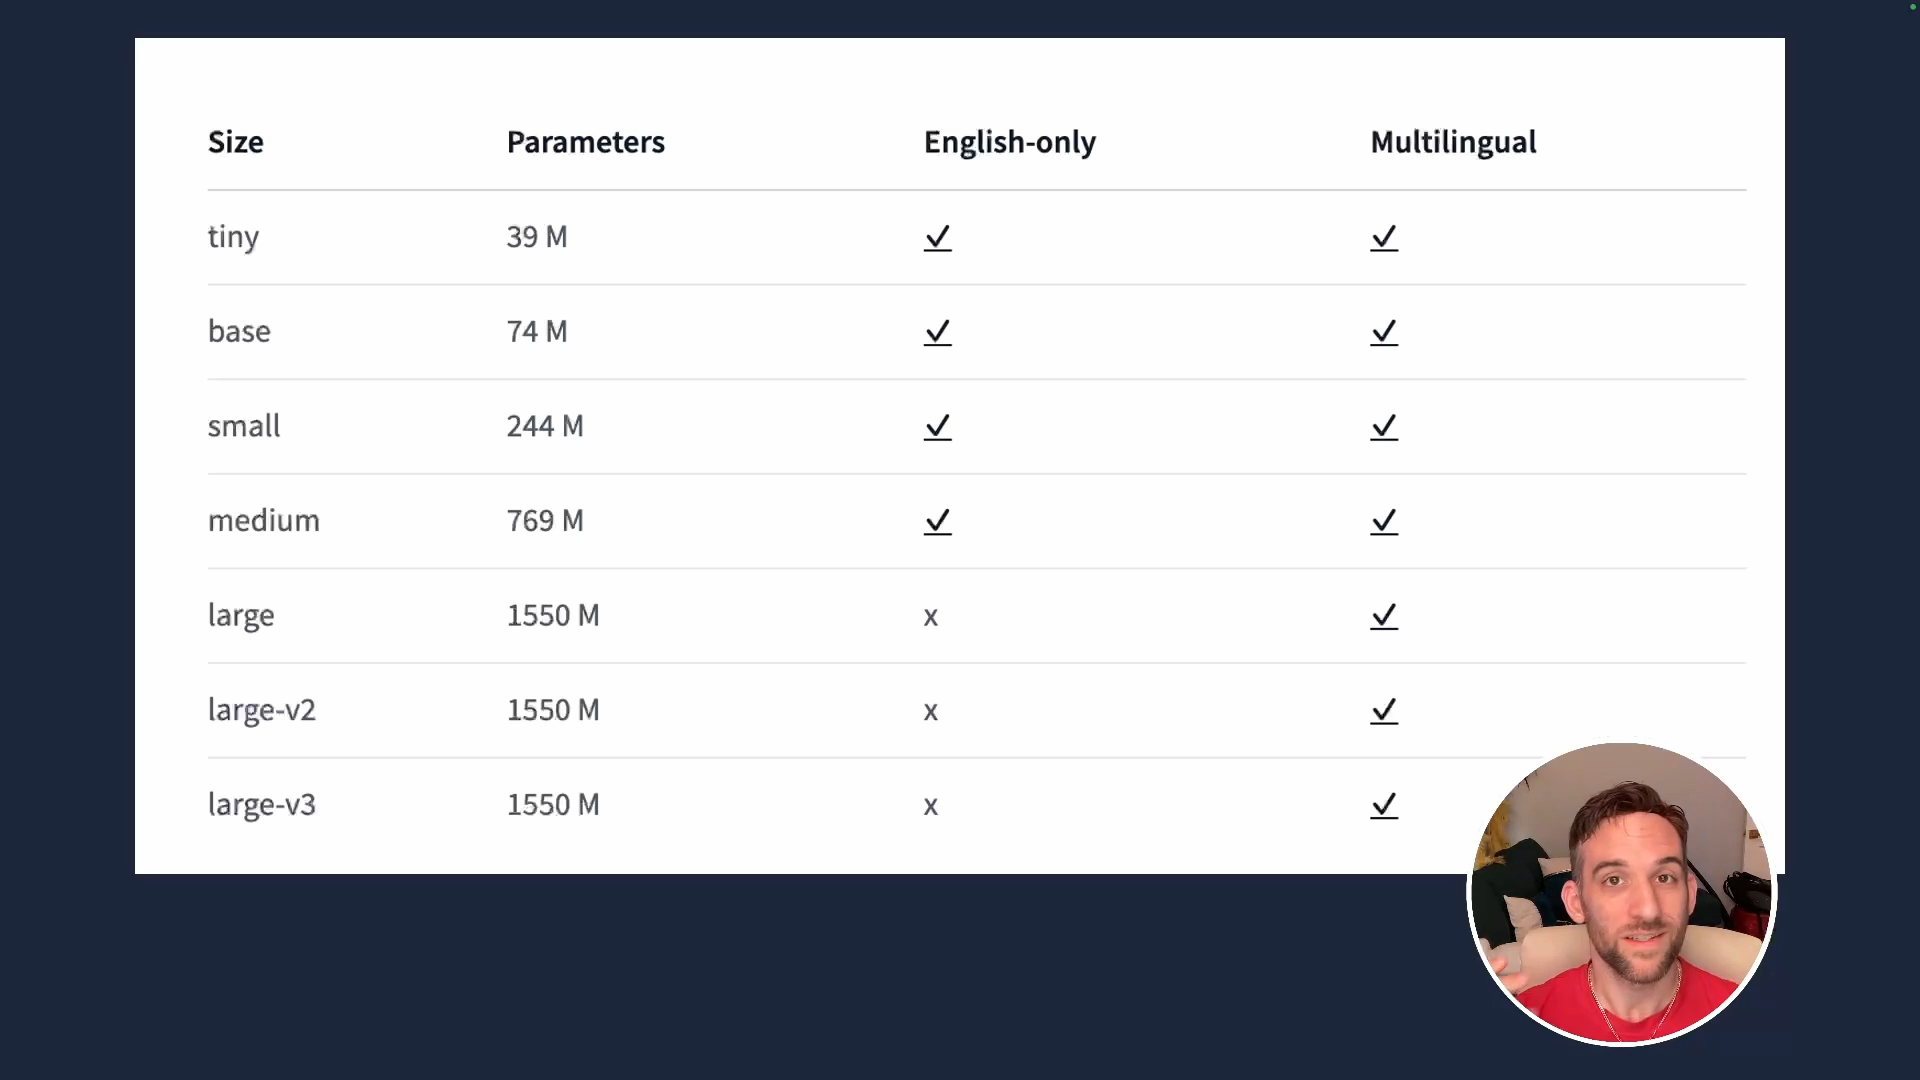 Size Parameters English-only Multilingual
tiny 39 M ✓ ✓
base 74 M ✓ ✓
small 244 M ✓ ✓
medium 769 M ✓ ✓
large 1550 M x ✓
large-v2 1550 M x ✓
large-v3 1550 M x ✓